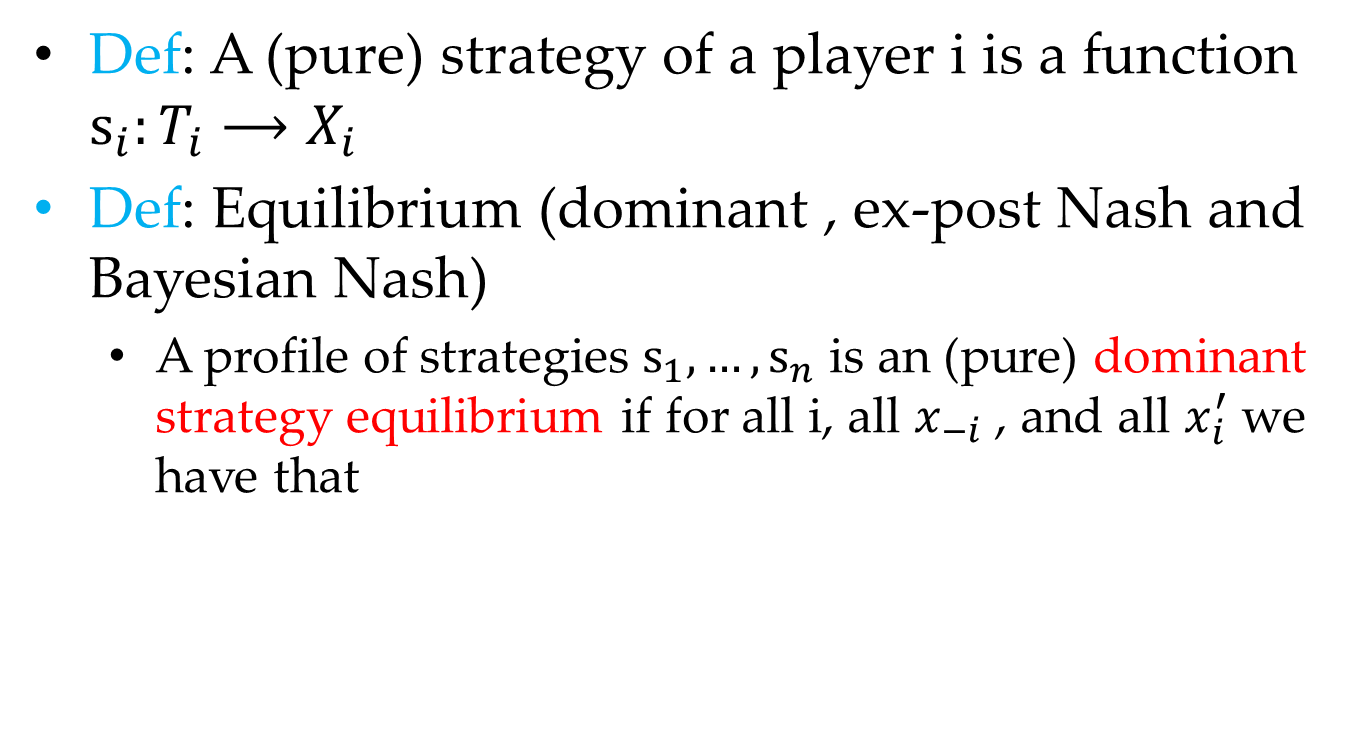 • Def: A (pure) strategy of a player i is a function
sᵢ: Tᵢ ⟶ Xᵢ
• Def: Equilibrium (dominant , ex-post Nash and
Bayesian Nash)
• A profile of strategies s₁, … , sₙ is an (pure) dominant
strategy equilibrium if for all i, all x₋ᵢ , and all x′ᵢ we
have that